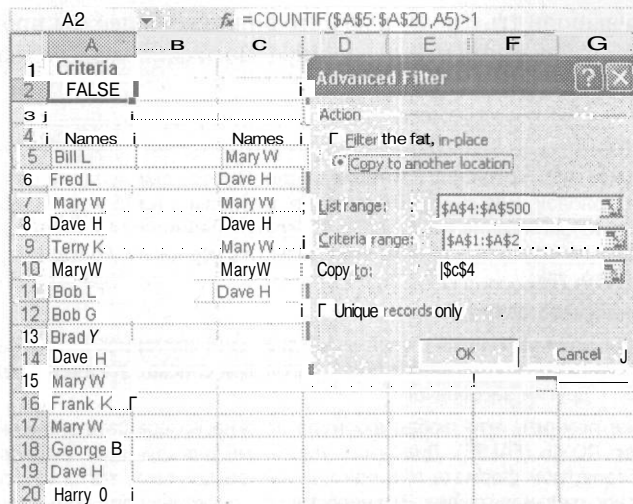 A2 fx =COUNTIF($A$5:$A$20,A5)>1
A B C D E F G
1 Criteria
2 FALSE
3
4 Names Names
5 Bill L Mary W
6 Fred L Dave H
7 Mary W Mary W
8 Dave H Dave H
9 Terry K Mary W
10 MaryW MaryW
11 Bob L Dave H
12 Bob G
13 Brad Y
14 Dave H
15 Mary W
16 Frank K
17 Mary W
18 George B
19 Dave H
20 Harry 0
Advanced Filter
Action
Filter the fat, in-place
Copy to another location
List range: $A$4:$A$500
Criteria range: $A$1:$A$2
Copy to: $c$4
Unique records only
OK Cancel